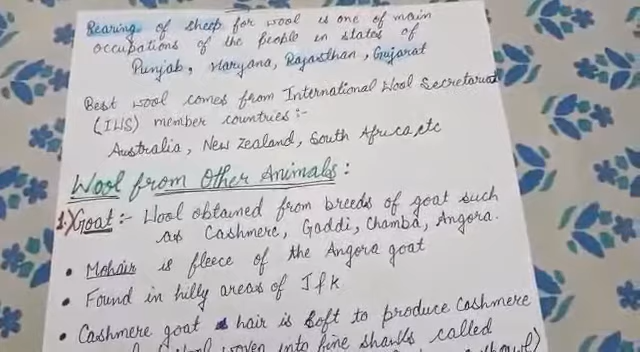 Rearing of sheep for wool is one of main
occupations of the people in states of
Punjab, Haryana, Rajasthan, Gujarat
Best wool comes from International Wool Secretariat
(IWS) member countries :-
Australia, New Zealand, South Africa, etc
Wool from Other Animals :
1. Goat :- Wool obtained from breeds of goat such
as Cashmere, Gaddi, Chamba, Angora.
• Mohair is fleece of the Angora goat
• Found in hilly areas of J&K
• Cashmere goat hair is soft to produce Cashmere
woven into fine shawls called